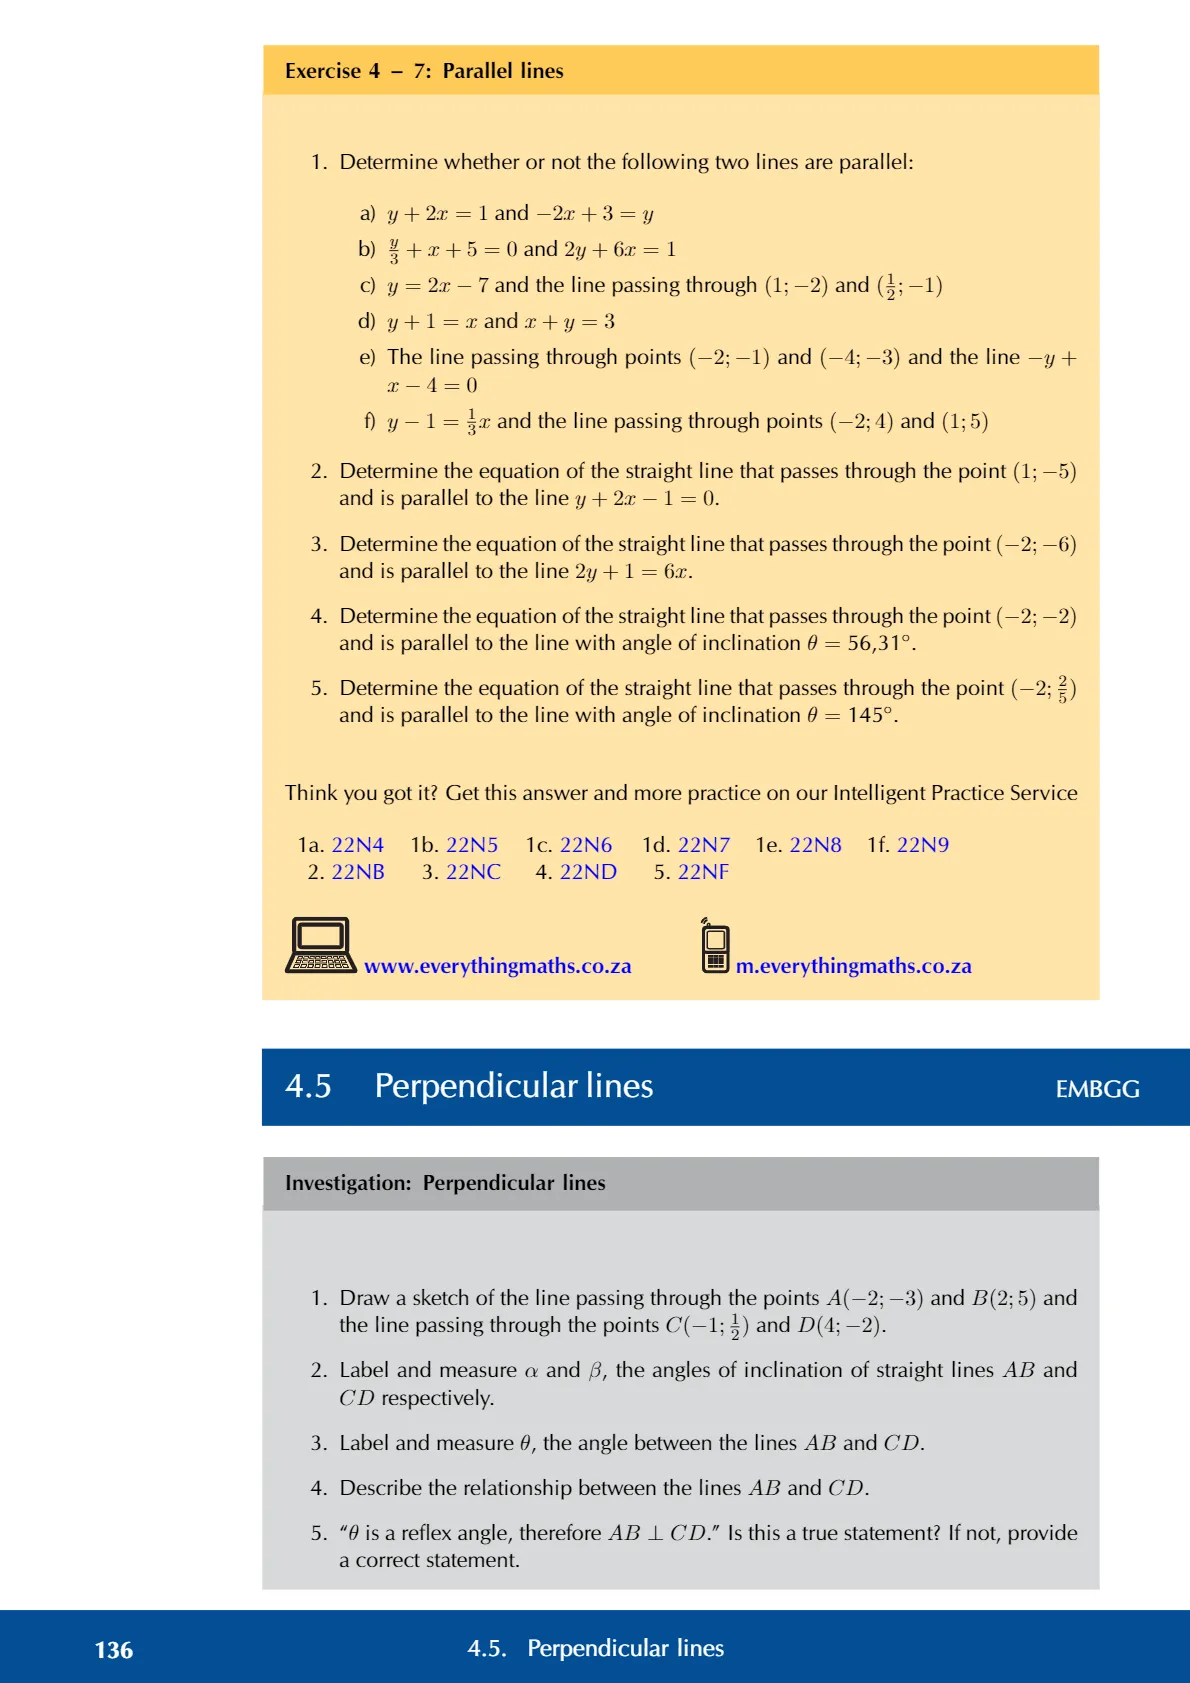 Exercise 4 – 7: Parallel lines
1. Determine whether or not the following two lines are parallel:
a) y + 2x = 1 and −2x + 3 = y
b) y/3 + x + 5 = 0 and 2y + 6x = 1
c) y = 2x − 7 and the line passing through (1; −2) and (1/2; −1)
d) y + 1 = x and x + y = 3
e) The line passing through points (−2; −1) and (−4; −3) and the line −y +
x − 4 = 0
f) y − 1 = 1/3 x and the line passing through points (−2; 4) and (1; 5)
2. Determine the equation of the straight line that passes through the point (1; −5)
and is parallel to the line y + 2x − 1 = 0.
3. Determine the equation of the straight line that passes through the point (−2; −6)
and is parallel to the line 2y + 1 = 6x.
4. Determine the equation of the straight line that passes through the point (−2; −2)
and is parallel to the line with angle of inclination θ = 56,31°.
5. Determine the equation of the straight line that passes through the point (−2; 2/5)
and is parallel to the line with angle of inclination θ = 145°.
Think you got it? Get this answer and more practice on our Intelligent Practice Service
1a. 22N4 1b. 22N5 1c. 22N6 1d. 22N7 1e. 22N8 1f. 22N9
2. 22NB 3. 22NC 4. 22ND 5. 22NF
www.everythingmaths.co.za m.everythingmaths.co.za
4.5 Perpendicular lines EMBGG
Investigation: Perpendicular lines
1. Draw a sketch of the line passing through the points A(−2; −3) and B(2; 5) and
the line passing through the points C(−1; 1/2) and D(4; −2).
2. Label and measure α and β, the angles of inclination of straight lines AB and
CD respectively.
3. Label and measure θ, the angle between the lines AB and CD.
4. Describe the relationship between the lines AB and CD.
5. “θ is a reflex angle, therefore AB ⊥ CD.” Is this a true statement? If not, provide
a correct statement.
136 4.5. Perpendicular lines